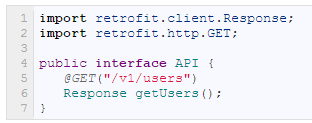 1 import retrofit.client.Response;
2 import retrofit.http.GET;
3
4 public interface API {
5     @GET("/v1/users")
6     Response getUsers();
7 }